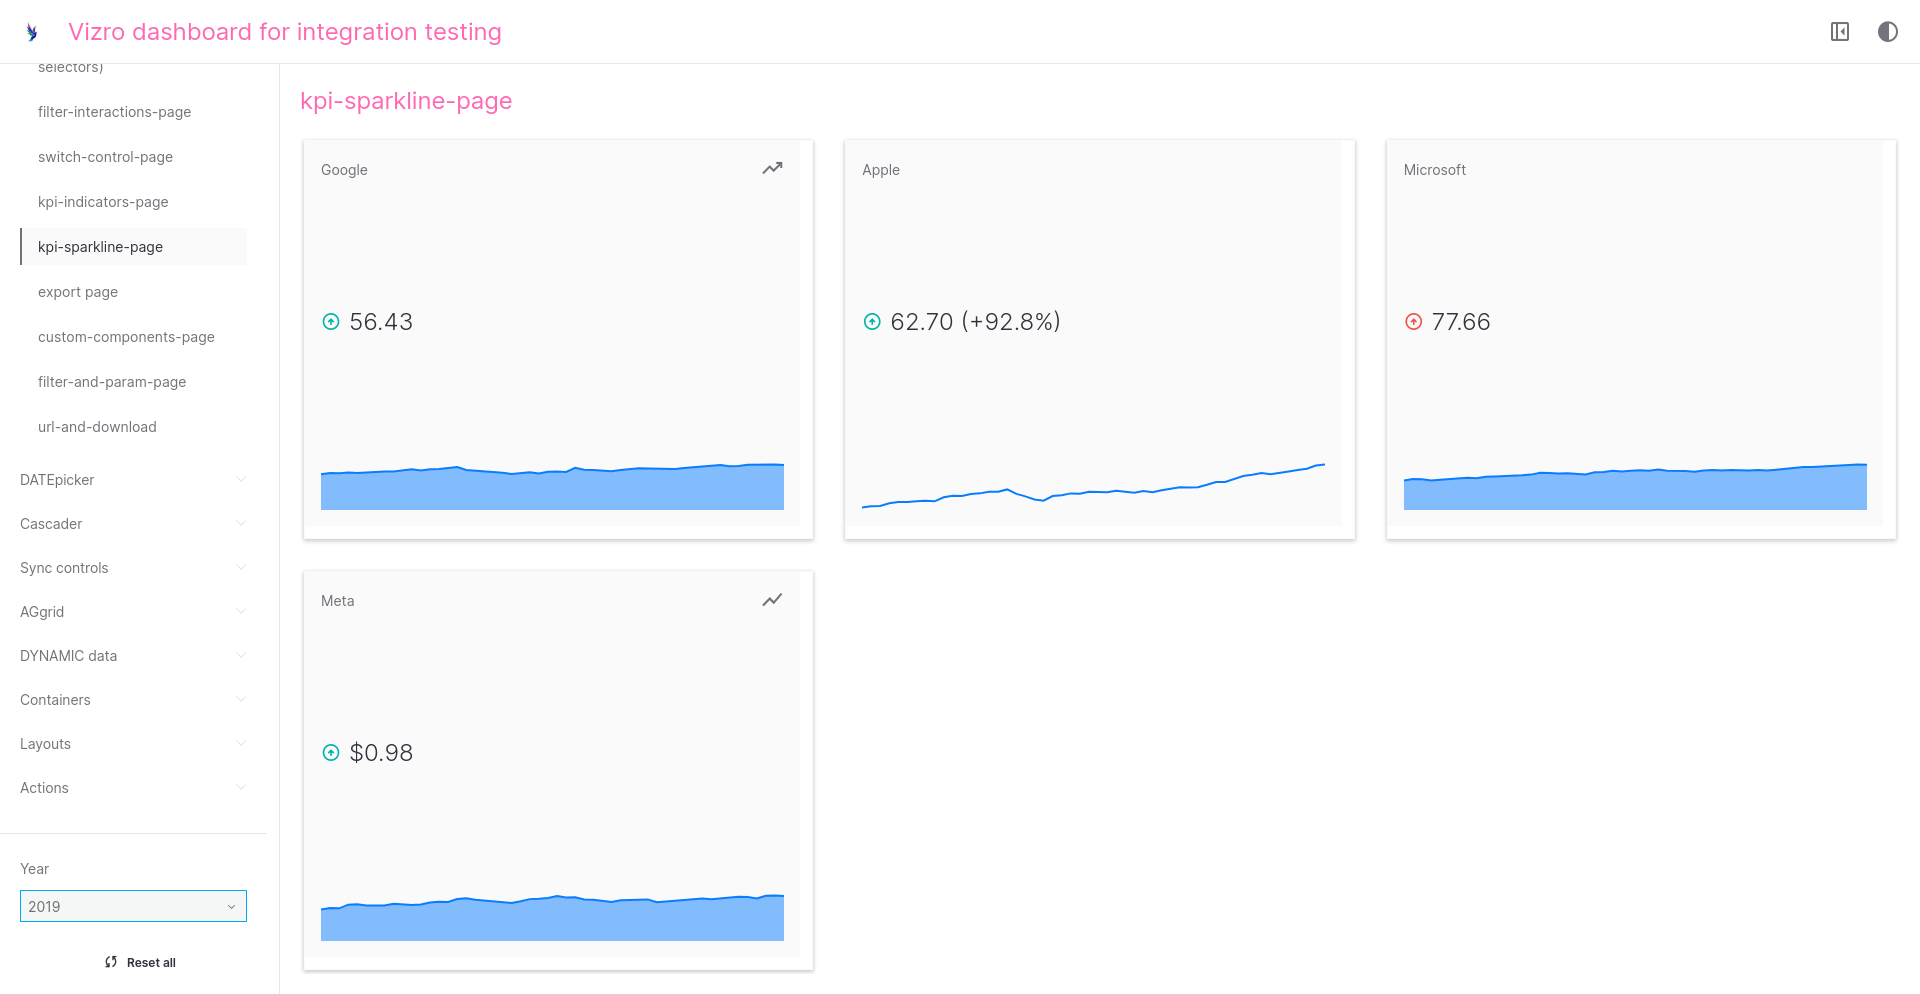 Vizro dashboard for integration testing
selectors)
filter-interactions-page
switch-control-page
kpi-indicators-page
kpi-sparkline-page
export page
custom-components-page
filter-and-param-page
url-and-download
DATEpicker
Cascader
Sync controls
AGgrid
DYNAMIC data
Containers
Layouts
Actions
Year
2019
Reset all
kpi-sparkline-page
Google
56.43
Apple
62.70 (+92.8%)
Microsoft
77.66
Meta
$0.98